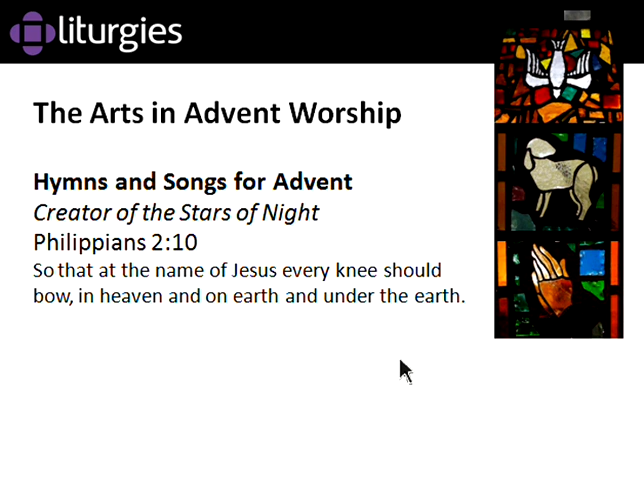 liturgies
The Arts in Advent Worship
Hymns and Songs for Advent
Creator of the Stars of Night
Philippians 2:10
So that at the name of Jesus every knee should
bow, in heaven and on earth and under the earth.